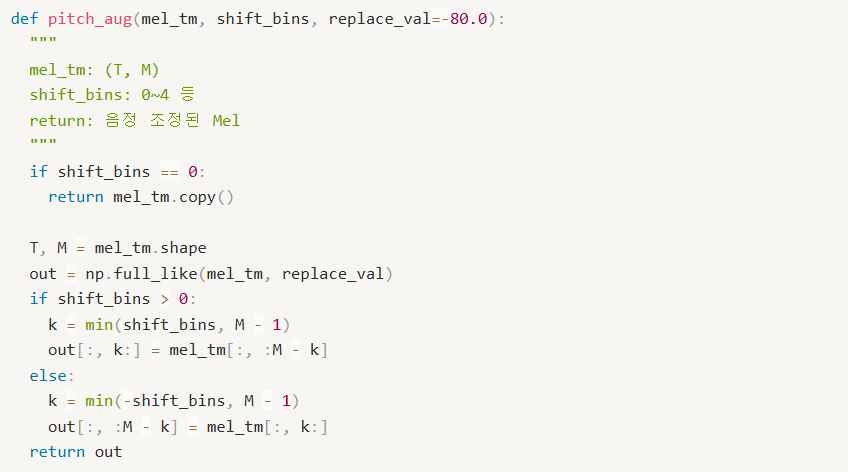 def pitch_aug(mel_tm, shift_bins, replace_val=-80.0):
  """
  mel_tm: (T, M)
  shift_bins: 0~4 등
  return: 음정 조정된 Mel
  """
  if shift_bins == 0:
    return mel_tm.copy()

  T, M = mel_tm.shape
  out = np.full_like(mel_tm, replace_val)
  if shift_bins > 0:
    k = min(shift_bins, M - 1)
    out[:, k:] = mel_tm[:, :M - k]
  else:
    k = min(-shift_bins, M - 1)
    out[:, :M - k] = mel_tm[:, k:]
  return out